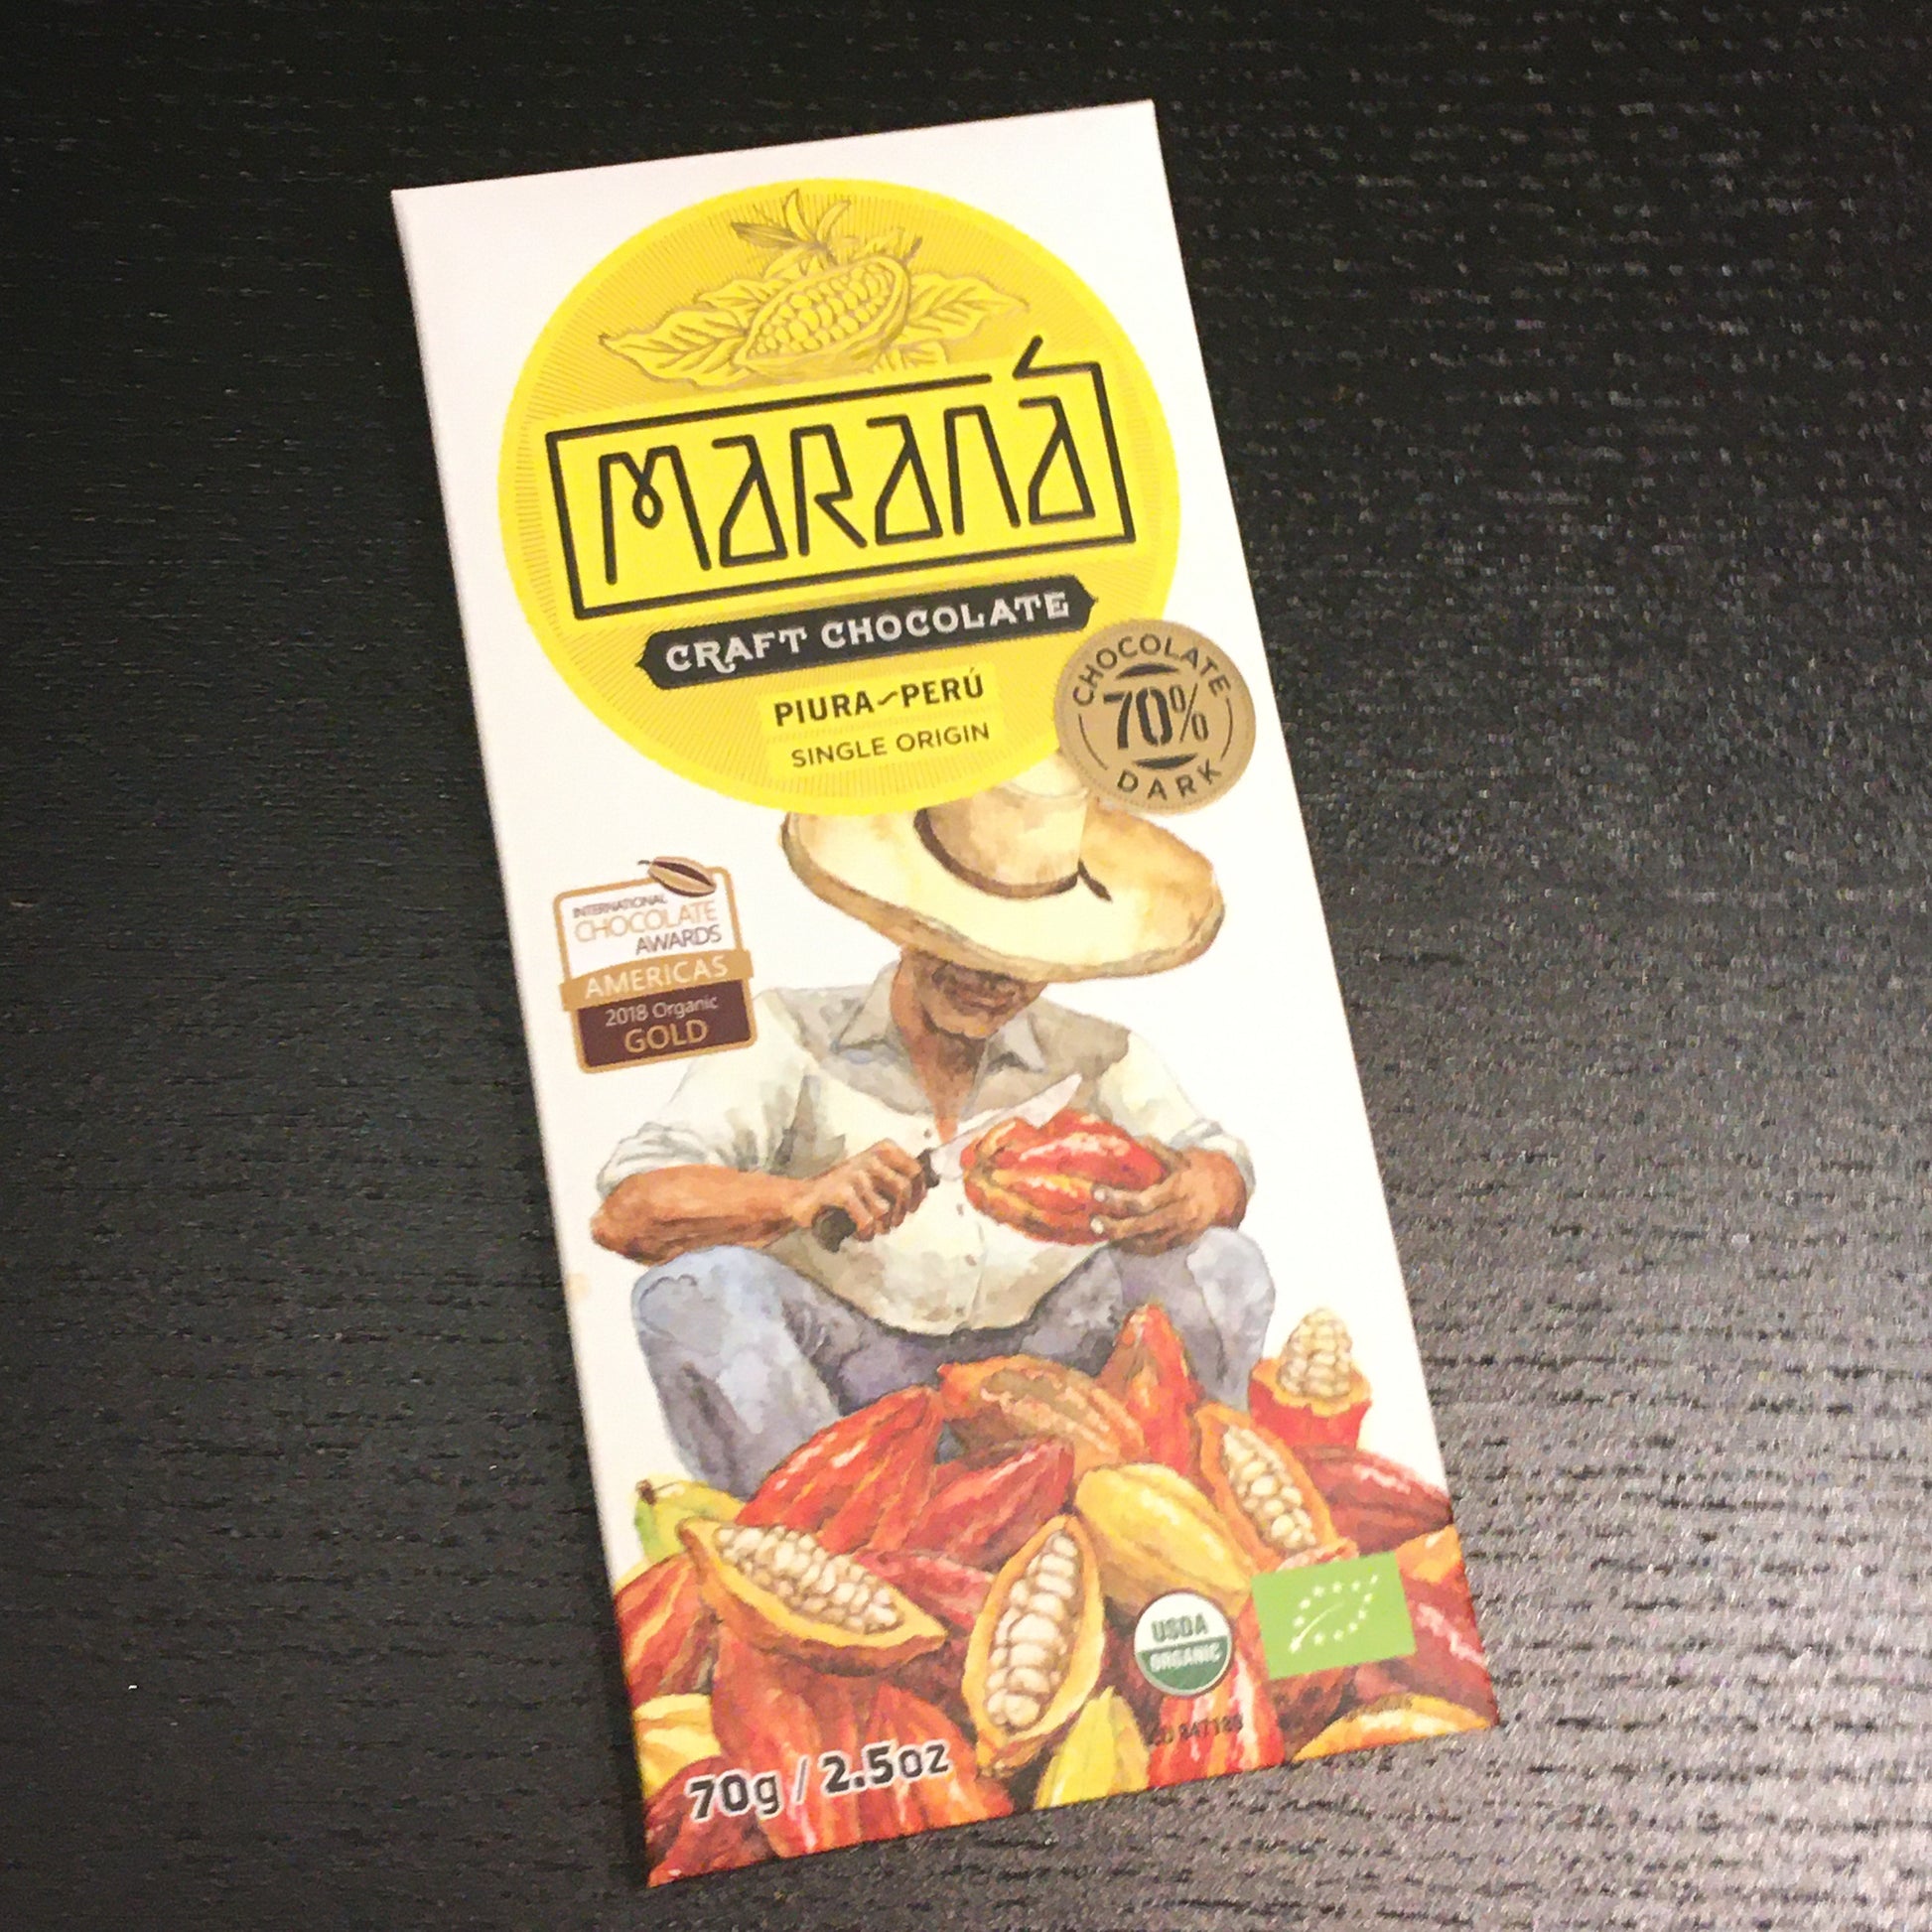 MARANÁ
CRAFT CHOCOLATE
PIURA~PERÚ
SINGLE ORIGIN
CHOCOLATE
70%
DARK
INTERNATIONAL
CHOCOLATE
AWARDS
AMERICAS
2018 Organic
GOLD
USDA
ORGANIC
70g / 2.5oz